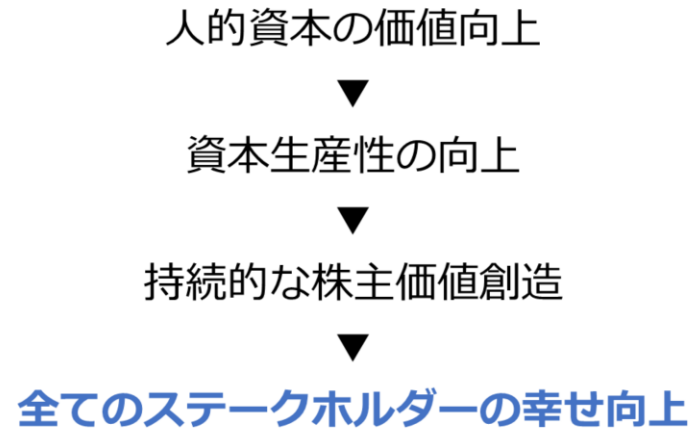 人的資本の価値向上
▼
資本生産性の向上
▼
持続的な株主価値創造
▼
全てのステークホルダーの幸せ向上